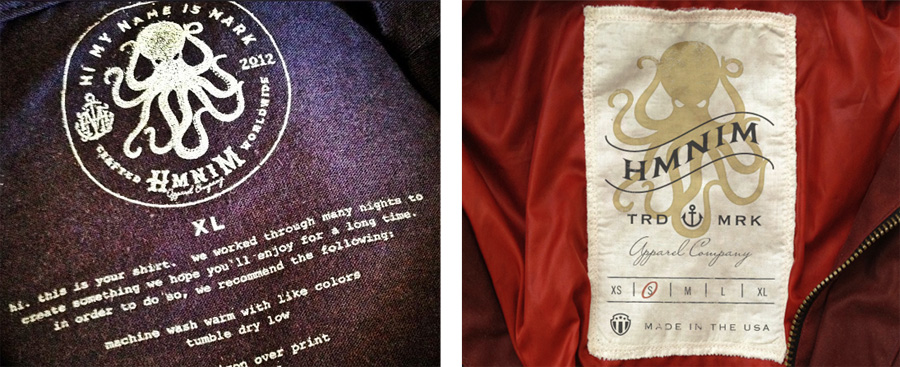 HI MY NAME IS MARK
2012
CRAFTED
WORLDWIDE
HMNIM
Apparel Company
XL
hi. this is your shirt. we worked through many nights to
create something we hope you'll enjoy for a long time.
in order to do so, we recommend the following:
machine wash warm with like colors
tumble dry low
over print
HMNIM
TRD MRK
Apparel Company
XS | S | M | L | XL
MADE IN THE USA